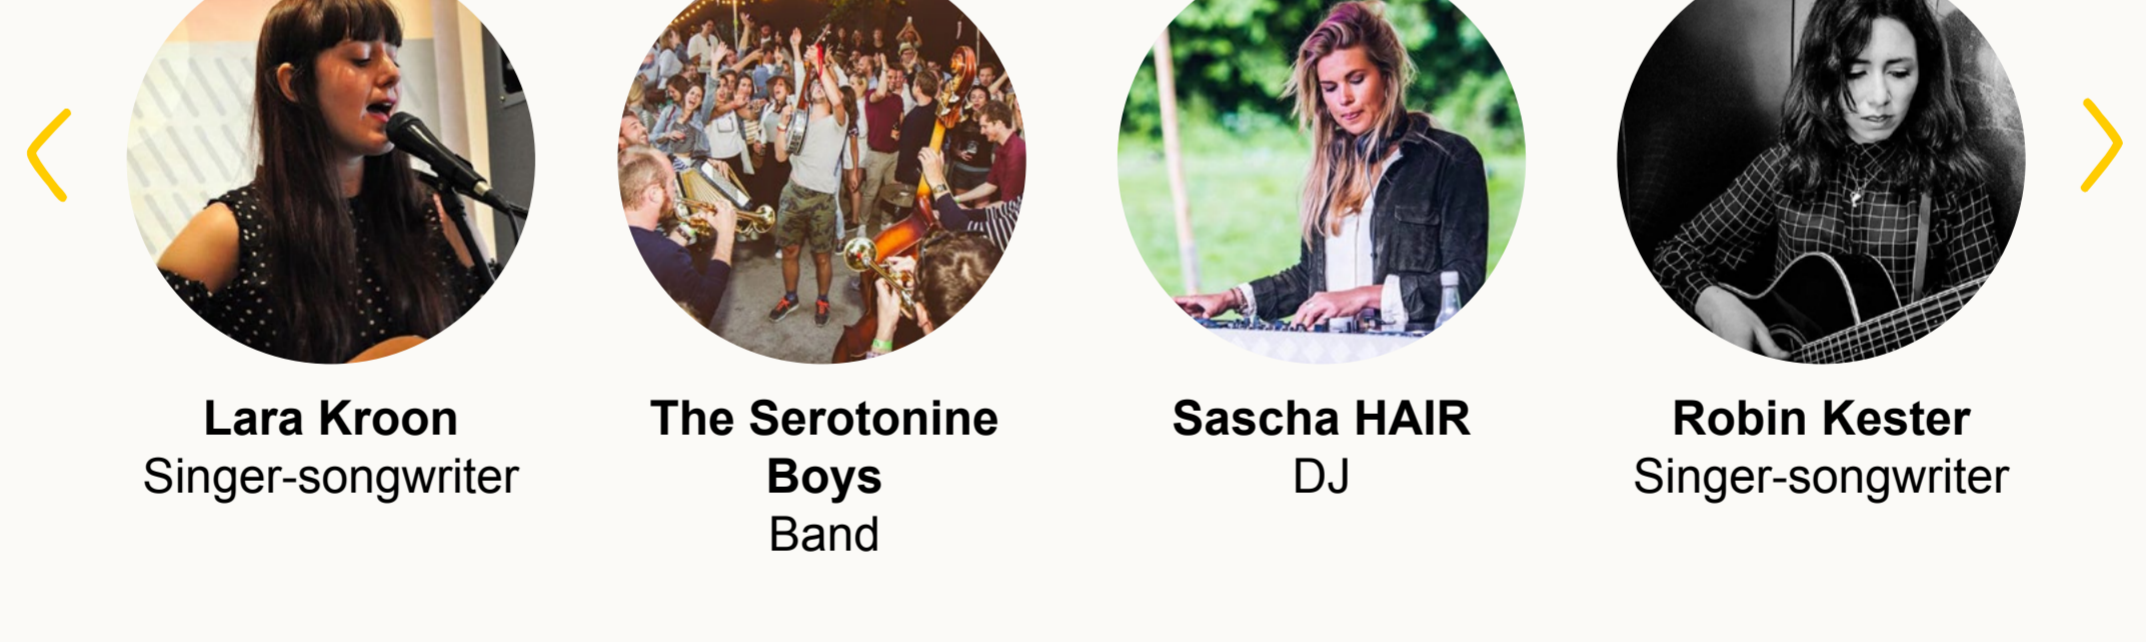 Lara Kroon
Singer-songwriter
The Serotonine
Boys
Band
Sascha HAIR
DJ
Robin Kester
Singer-songwriter